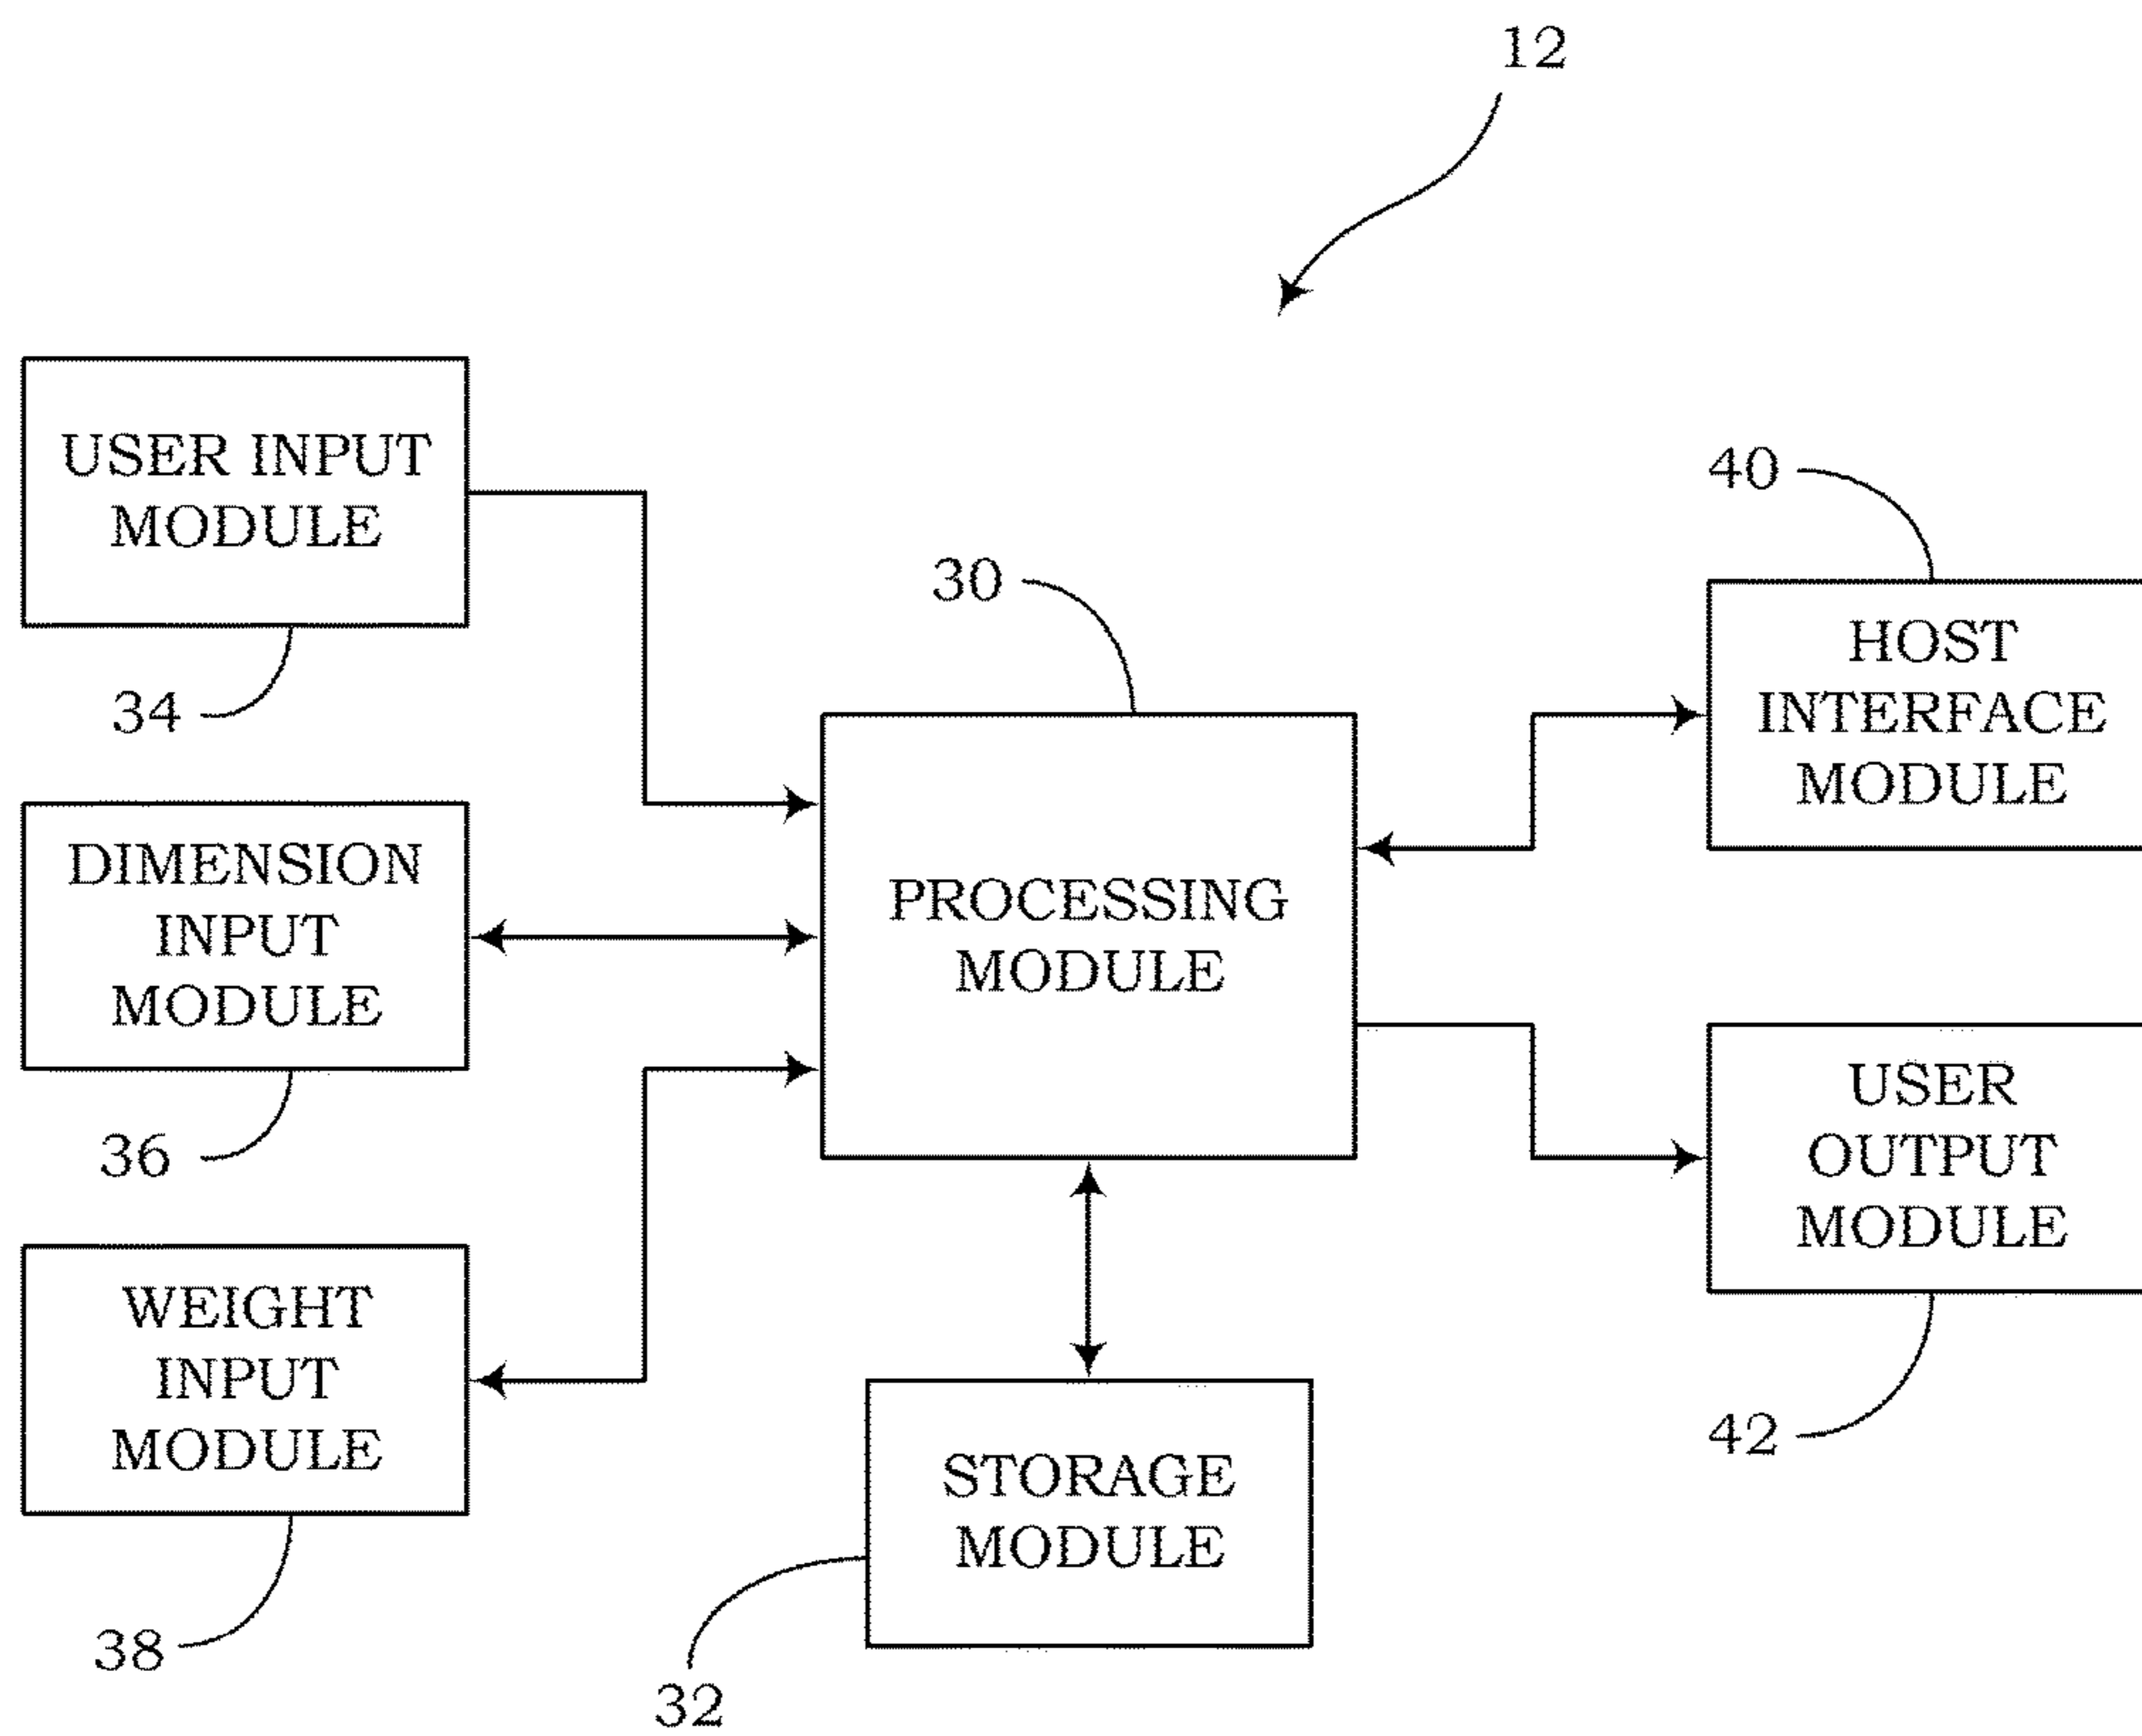 12
USER INPUT
MODULE
34
DIMENSION
INPUT
MODULE
36
WEIGHT
INPUT
MODULE
38
30
PROCESSING
MODULE
STORAGE
MODULE
32
40
HOST
INTERFACE
MODULE
USER
OUTPUT
MODULE
42